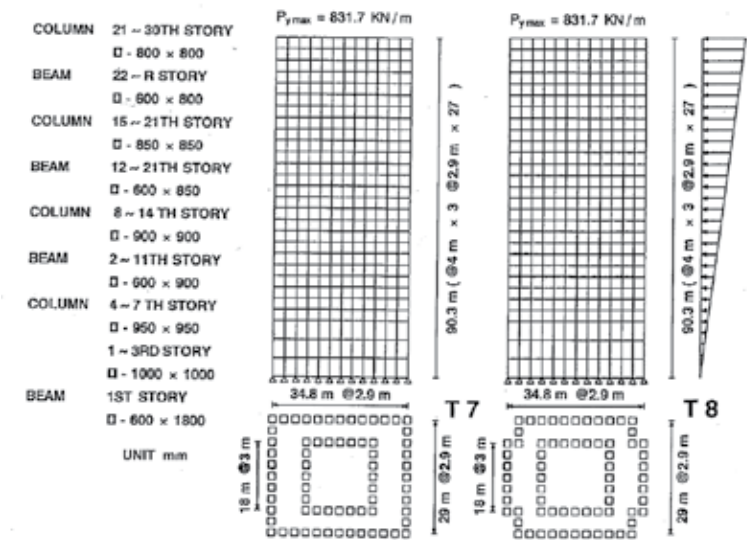 COLUMN 21 ~ 30TH STORY
□ - 800 × 800
BEAM 22 ~ R STORY
□ - 600 × 800
COLUMN 15 ~ 21TH STORY
□ - 850 × 850
BEAM 12 ~ 21TH STORY
□ - 600 × 850
COLUMN 8 ~ 14 TH STORY
□ - 900 × 900
BEAM 2 ~ 11TH STORY
□ - 600 × 900
COLUMN 4 ~ 7 TH STORY
□ - 950 × 950
1 ~ 3RD STORY
□ - 1000 × 1000
BEAM 1ST STORY
□ - 600 × 1800
UNIT mm
Py max = 831.7 KN/m
90.3 m ( @4 m × 3 @2.9 m × 27 )
34.8 m @2.9 m
T 7
18 m @3 m
29 m @2.9 m
Py max = 831.7 KN/m
90.3 m ( @4 m × 3 @2.9 m × 27 )
34.8 m @2.9 m
T 8
18 m @3 m
29 m @2.9 m